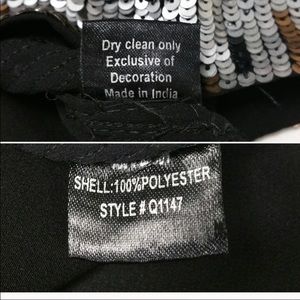 Dry clean only
Exclusive of
Decoration
Made in India
SHELL:100%POLYESTER
STYLE # Q1147